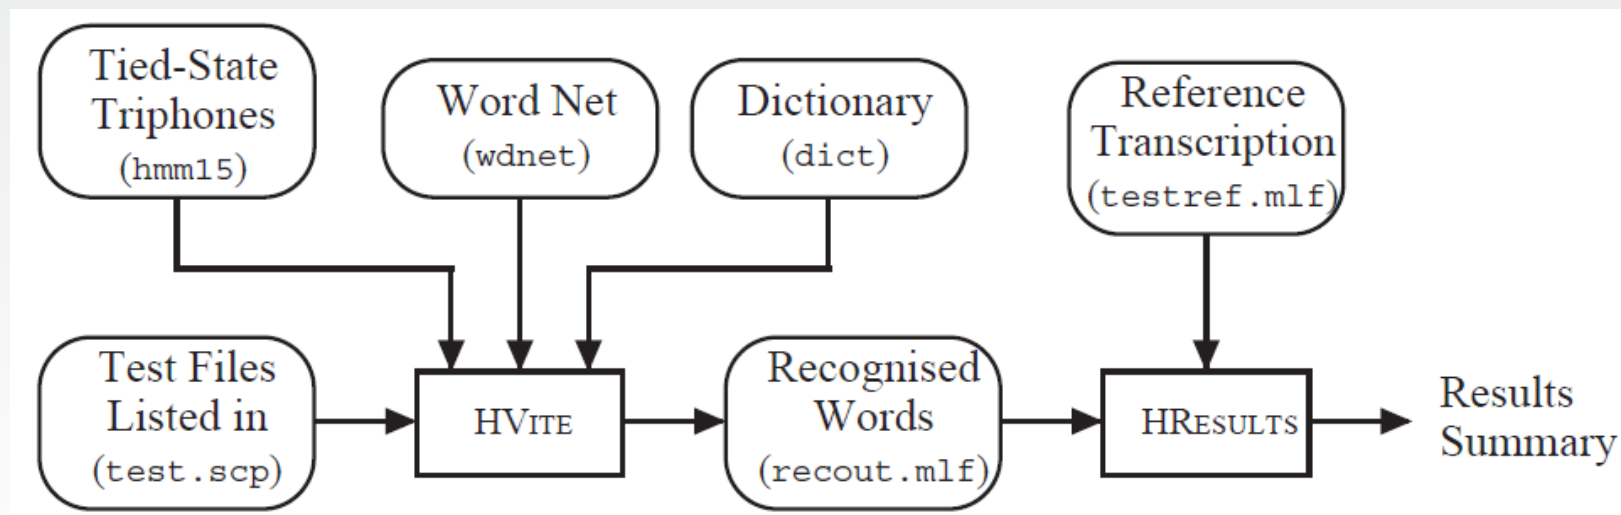 Tied-State
Triphones
(hmm15)
Word Net
(wdnet)
Dictionary
(dict)
Reference
Transcription
(testref.mlf)
Test Files
Listed in
(test.scp)
HVITE
Recognised
Words
(recout.mlf)
HRESULTS
Results
Summary